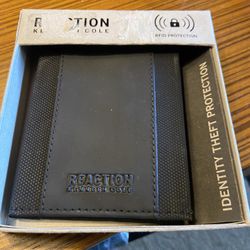 REACTION
KENNETH COLE
RFID PROTECTION
REACTION
KENNETH COLE
IDENTITY THEFT PROTECTION